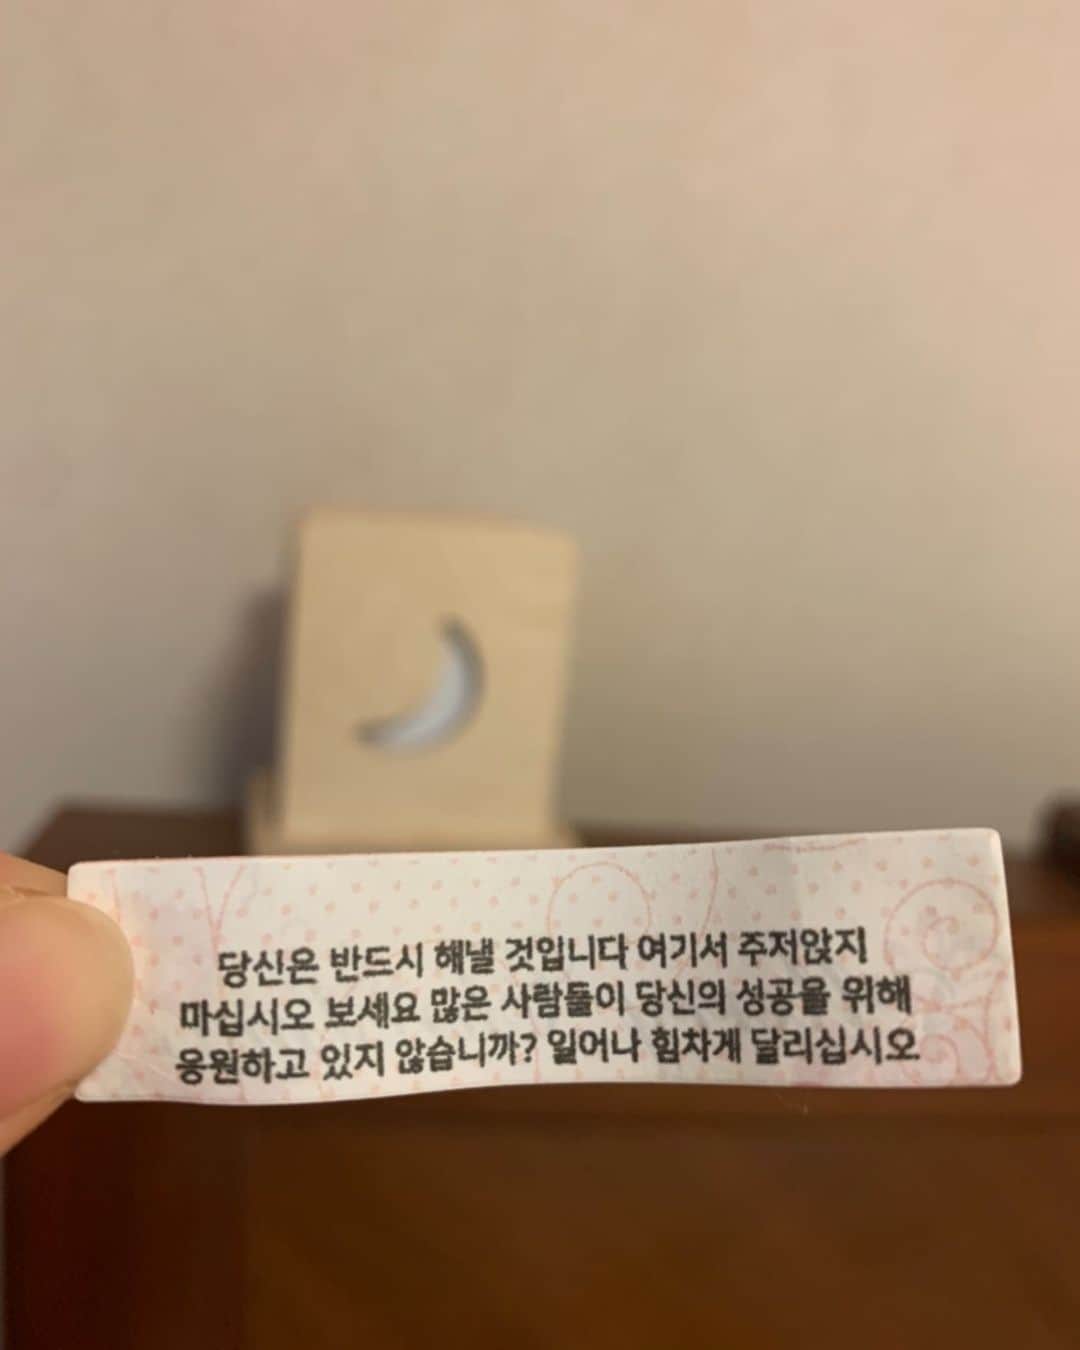 당신은 반드시 해낼 것입니다 여기서 주저앉지
마십시오 보세요 많은 사람들이 당신의 성공을 위해
응원하고 있지 않습니까? 일어나 힘차게 달리십시오